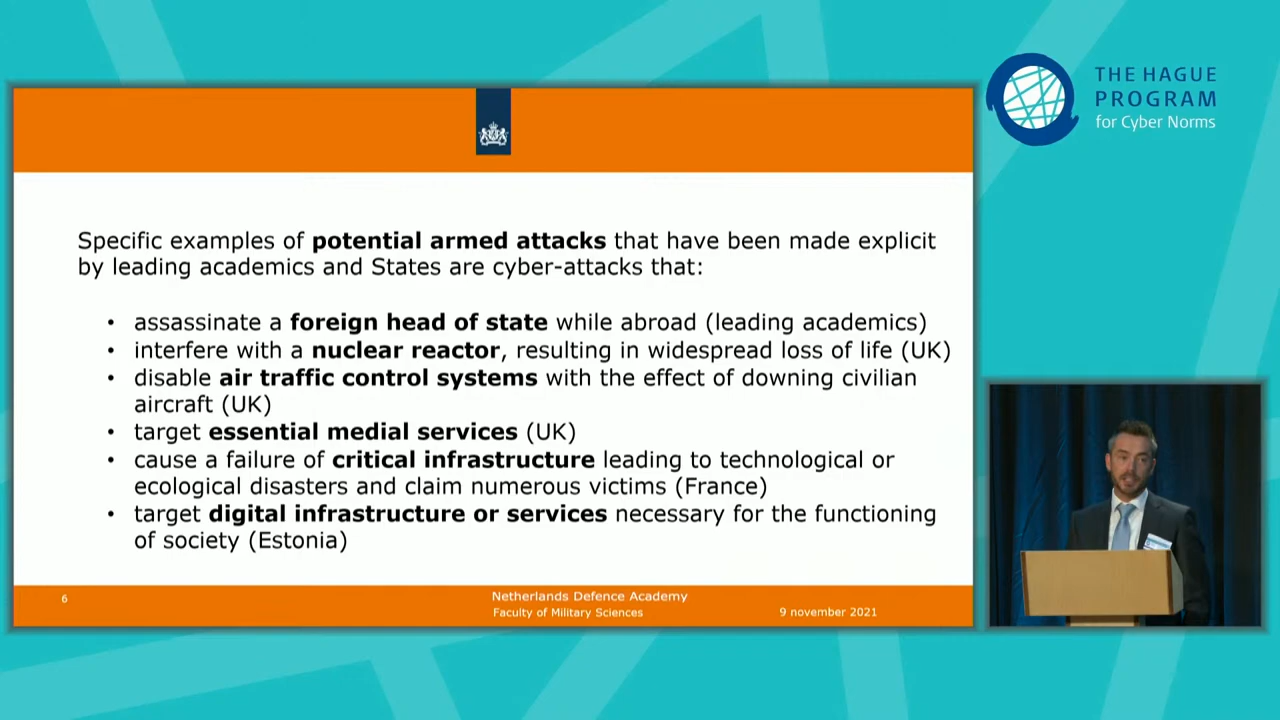 THE HAGUE
PROGRAM
for Cyber Norms
Specific examples of potential armed attacks that have been made explicit
by leading academics and States are cyber-attacks that:
• assassinate a foreign head of state while abroad (leading academics)
• interfere with a nuclear reactor, resulting in widespread loss of life (UK)
• disable air traffic control systems with the effect of downing civilian
aircraft (UK)
• target essential medial services (UK)
• cause a failure of critical infrastructure leading to technological or
ecological disasters and claim numerous victims (France)
• target digital infrastructure or services necessary for the functioning
of society (Estonia)
6
Netherlands Defence Academy
Faculty of Military Sciences
9 november 2021